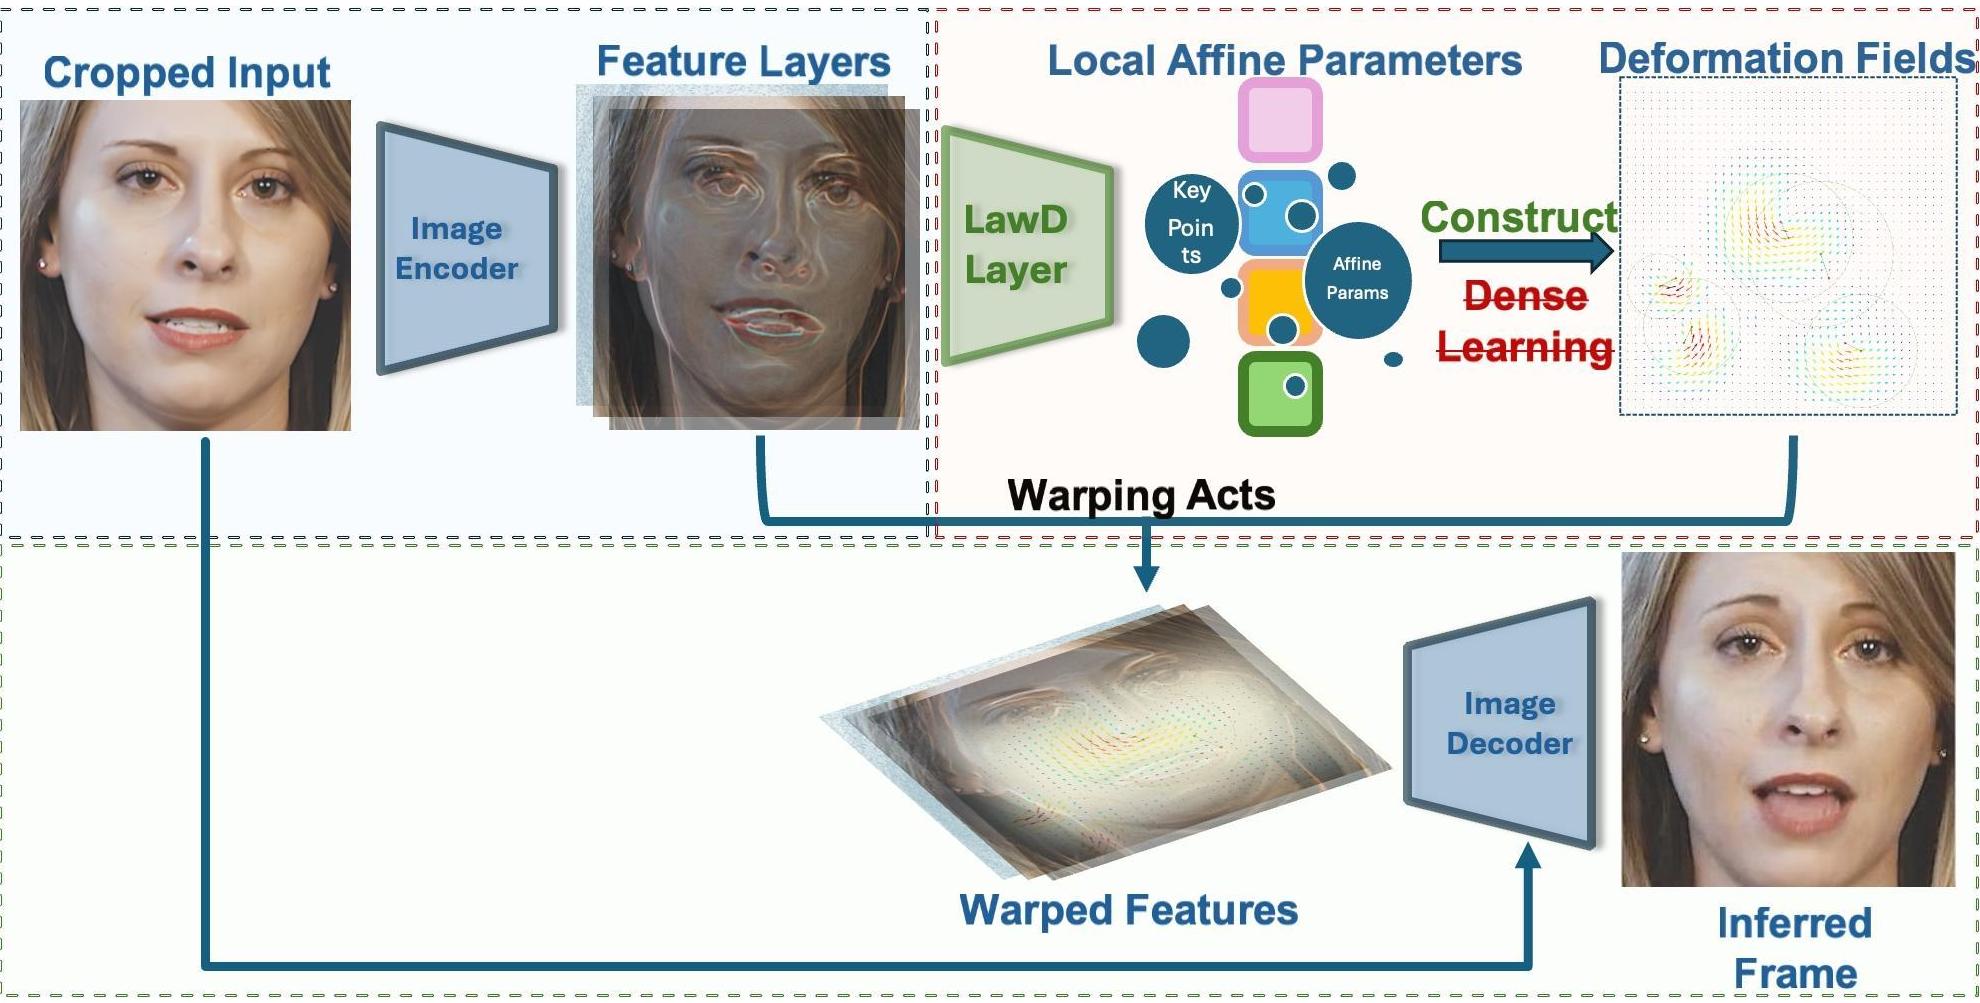 Cropped Input
Feature Layers
Local Affine Parameters
Deformation Fields
Image
Encoder
LawD
Layer
Key
Poin
ts
Affine
Params
Construct
Dense
Learning
Warping Acts
Image
Decoder
Warped Features
Inferred
Frame